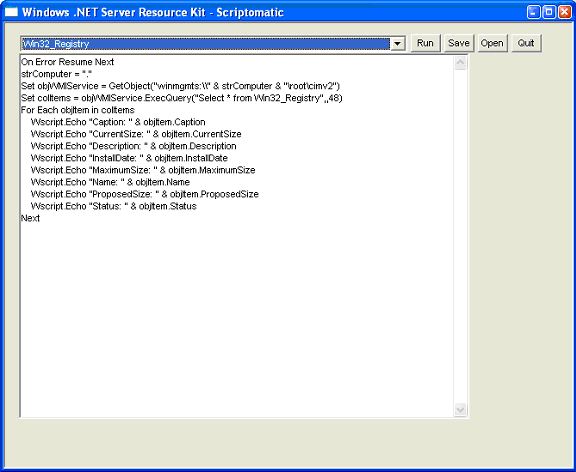 Windows .NET Server Resource Kit - Scriptomatic
Win32_Registry Run Save Open Quit
On Error Resume Next
strComputer = "."
Set objWMIService = GetObject("winmgmts:\\" & strComputer & "\root\cimv2")
Set colItems = objWMIService.ExecQuery("Select * from Win32_Registry",,48)
For Each objItem in colItems
    Wscript.Echo "Caption: " & objItem.Caption
    Wscript.Echo "CurrentSize: " & objItem.CurrentSize
    Wscript.Echo "Description: " & objItem.Description
    Wscript.Echo "InstallDate: " & objItem.InstallDate
    Wscript.Echo "MaximumSize: " & objItem.MaximumSize
    Wscript.Echo "Name: " & objItem.Name
    Wscript.Echo "ProposedSize: " & objItem.ProposedSize
    Wscript.Echo "Status: " & objItem.Status
Next